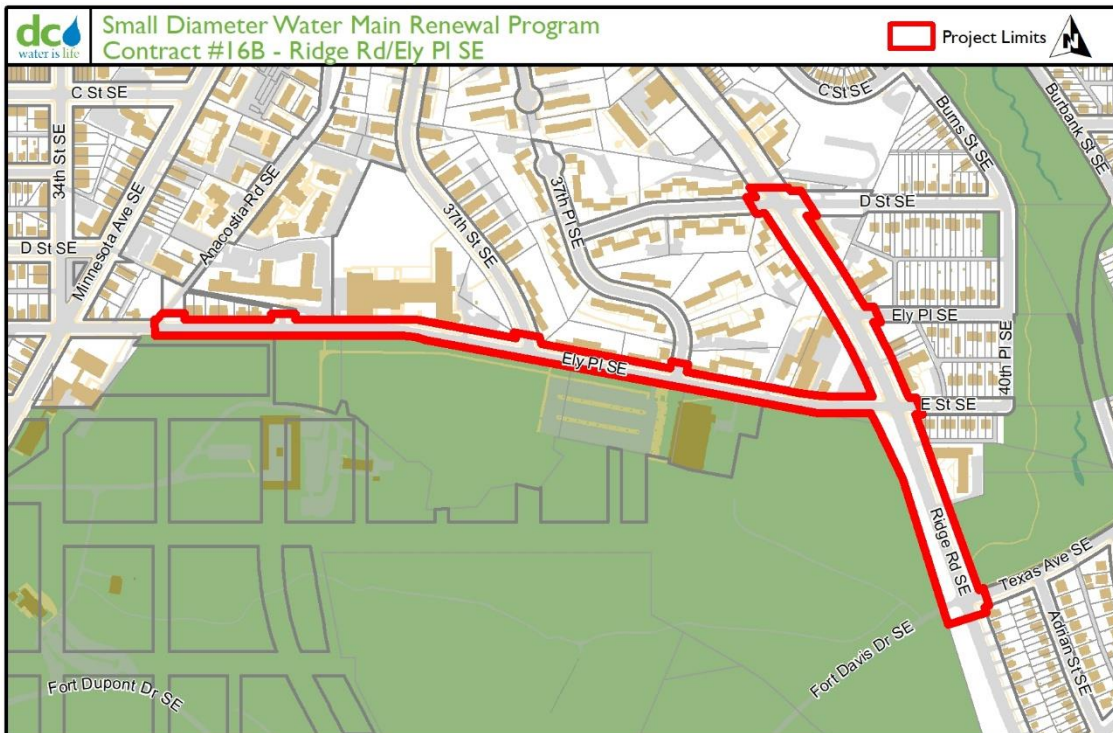 dc
water is life
Small Diameter Water Main Renewal Program
Contract #16B - Ridge Rd/Ely Pl SE
Project Limits
N
C St SE
34th St SE
D St SE
Minnesota Ave SE
Anacostia Rd SE
37th St SE
37th Pl SE
C St SE
Burns St SE
Burbank St SE
D St SE
Ely Pl SE
40th Pl SE
Ely Pl SE
E St SE
Ridge Rd SE
Texas Ave SE
Adrian St SE
Fort Davis Dr SE
Fort Dupont Dr SE